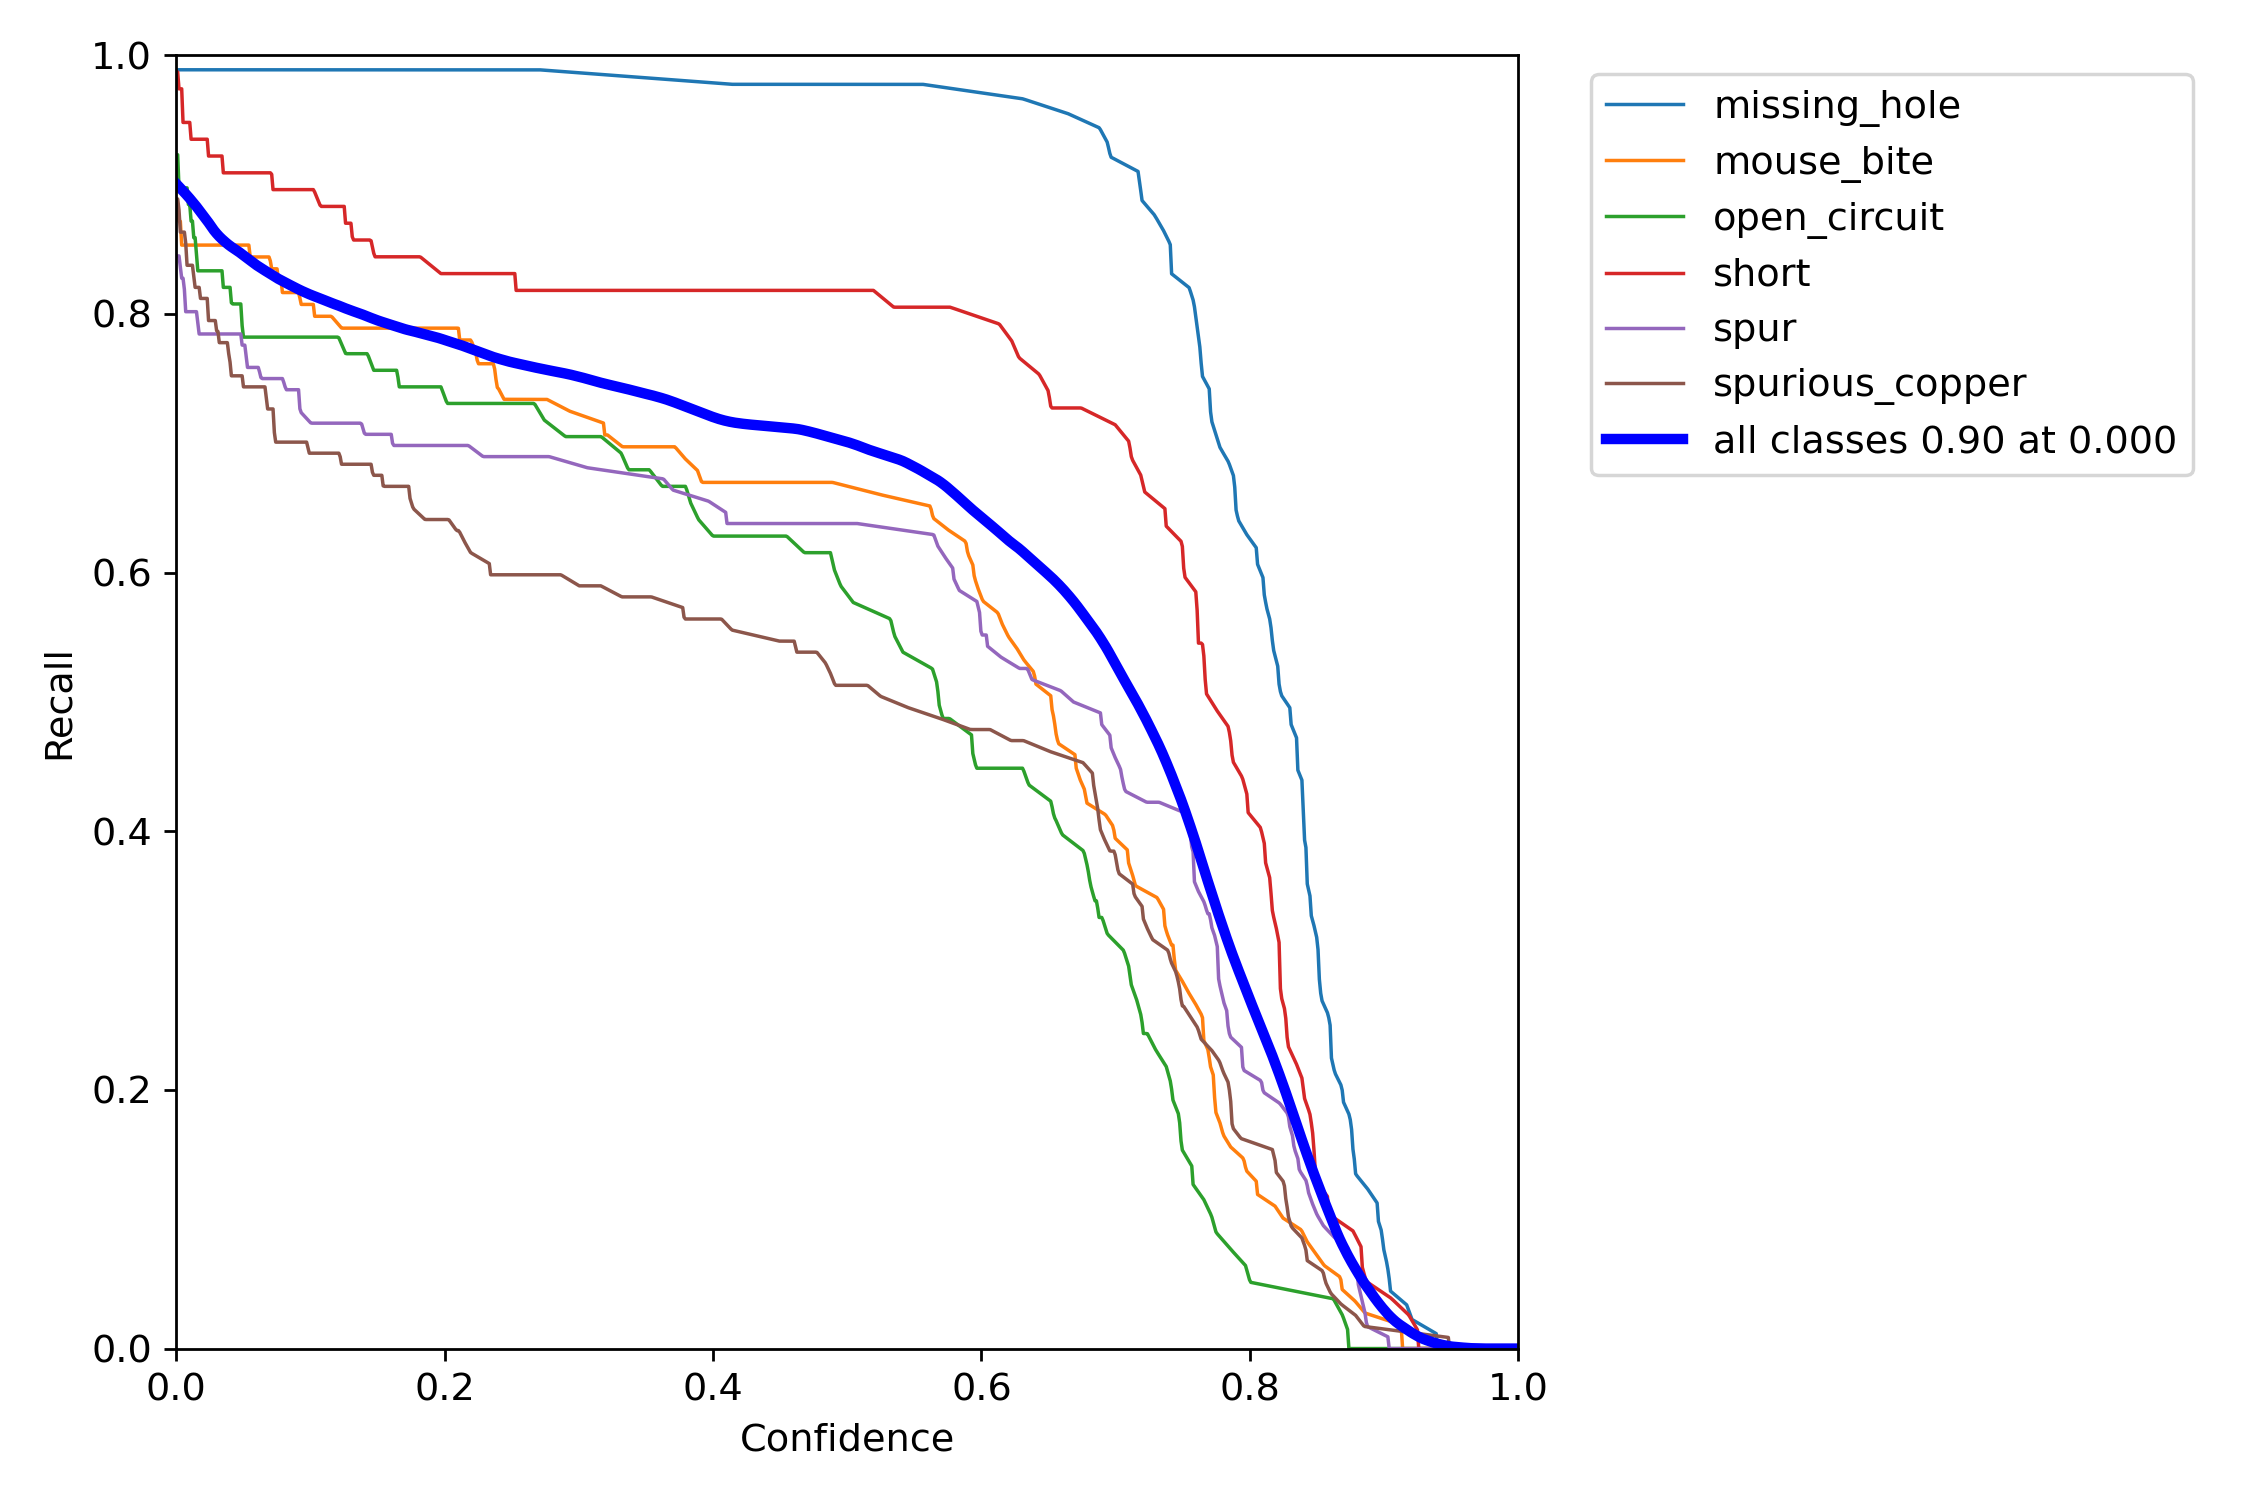 1.0
0.8
0.6
0.4
0.2
0.0
Recall
0.0 0.2 0.4 0.6 0.8 1.0
Confidence
missing_hole
mouse_bite
open_circuit
short
spur
spurious_copper
all classes 0.90 at 0.000